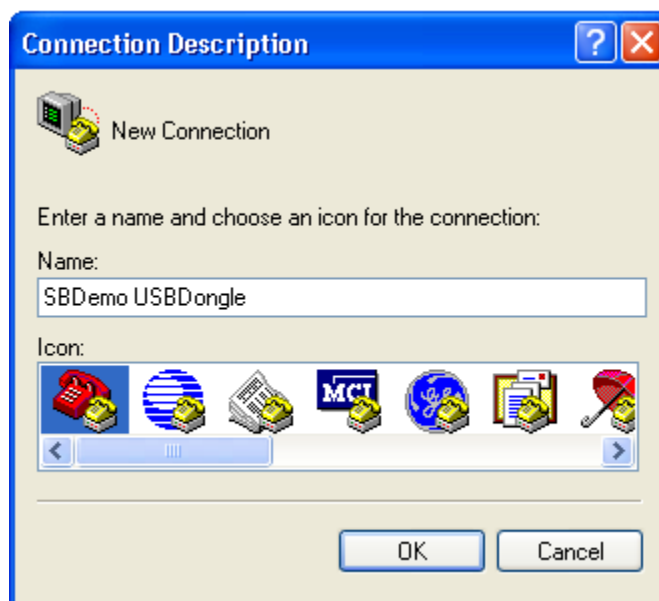 Connection Description
New Connection
Enter a name and choose an icon for the connection:
Name:
SBDemo USBDongle
Icon:
MCI
OK Cancel